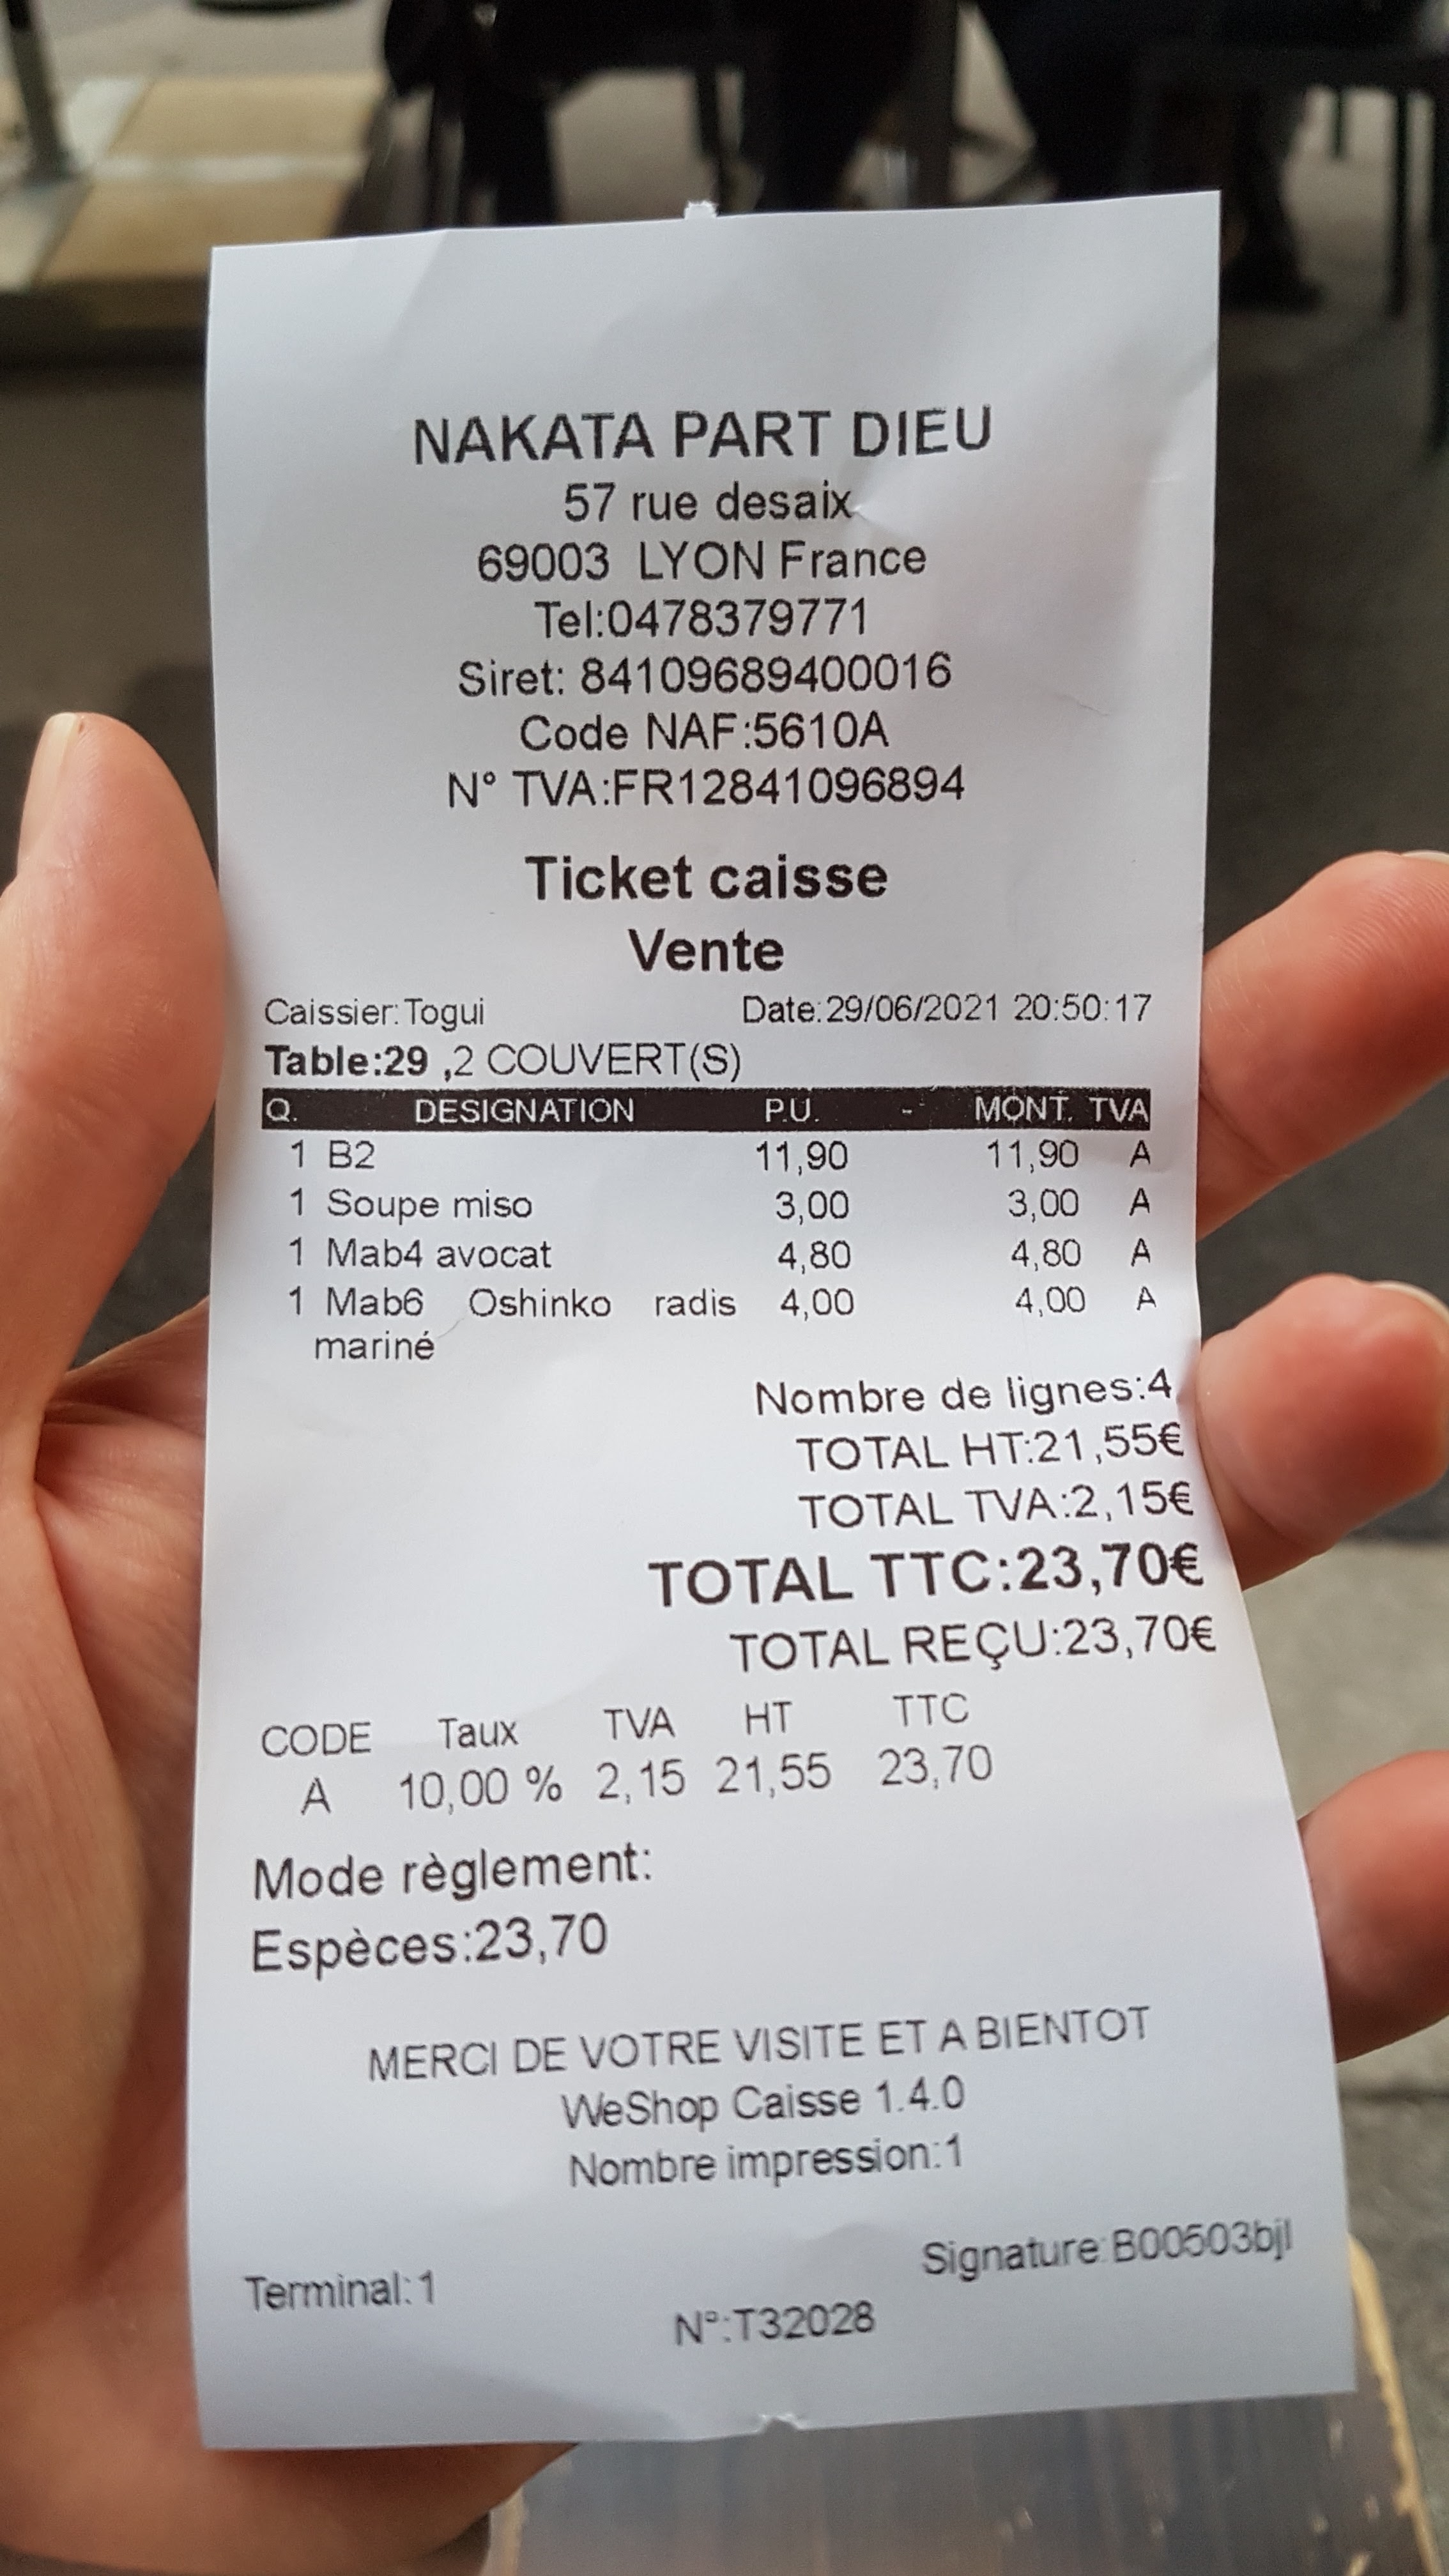 NAKATA PART DIEU
57 rue desaix
69003 LYON France
Tel:0478379771
Siret: 84109689400016
Code NAF:5610A
N° TVA:FR12841096894
Ticket caisse
Vente
Caissier:Togui Date:29/06/2021 20:50:17
Table:29 ,2 COUVERT(S)
Q. DESIGNATION P.U. - MONT. TVA
1 B2 11,90 11,90 A
1 Soupe miso 3,00 3,00 A
1 Mab4 avocat 4,80 4,80 A
1 Mab6 Oshinko radis 4,00 4,00 A
mariné
Nombre de lignes:4
TOTAL HT:21,55€
TOTAL TVA:2,15€
TOTAL TTC:23,70€
TOTAL REÇU:23,70€
CODE Taux TVA HT TTC
A 10,00 % 2,15 21,55 23,70
Mode règlement:
Espèces:23,70
MERCI DE VOTRE VISITE ET A BIENTOT
WeShop Caisse 1.4.0
Nombre impression:1
Signature:B00503bjl
Terminal:1
N°:T32028